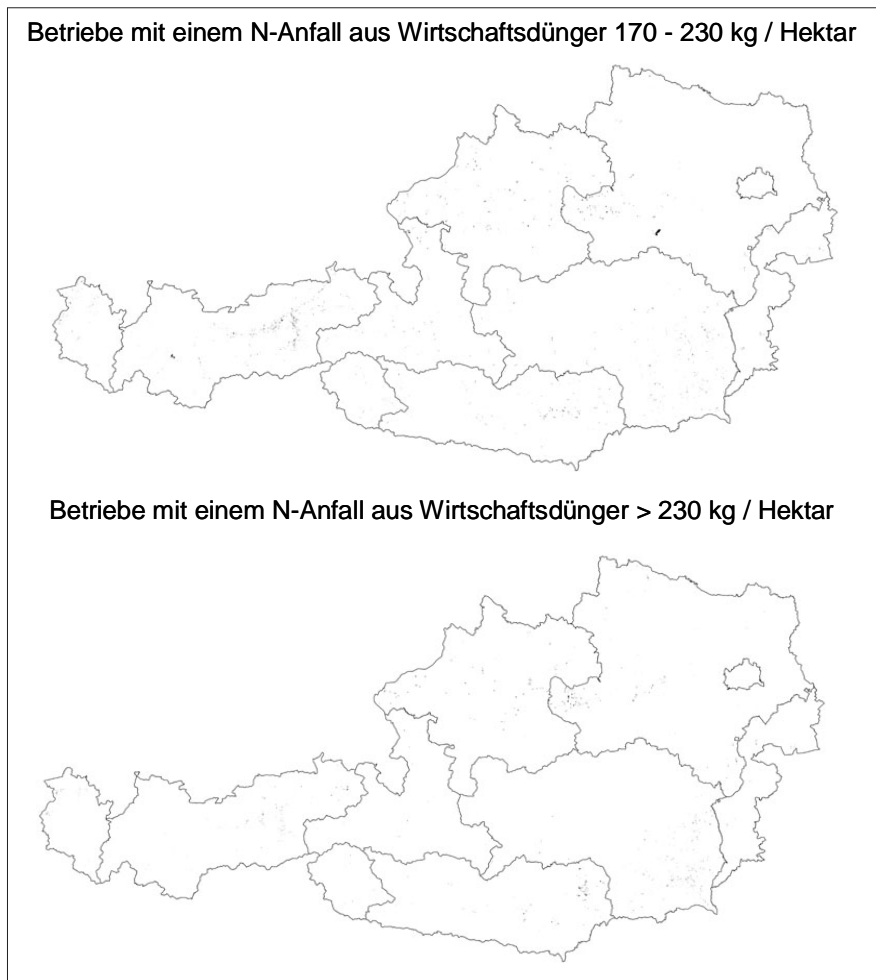 Betriebe mit einem N-Anfall aus Wirtschaftsdünger 170 - 230 kg / Hektar
Betriebe mit einem N-Anfall aus Wirtschaftsdünger > 230 kg / Hektar